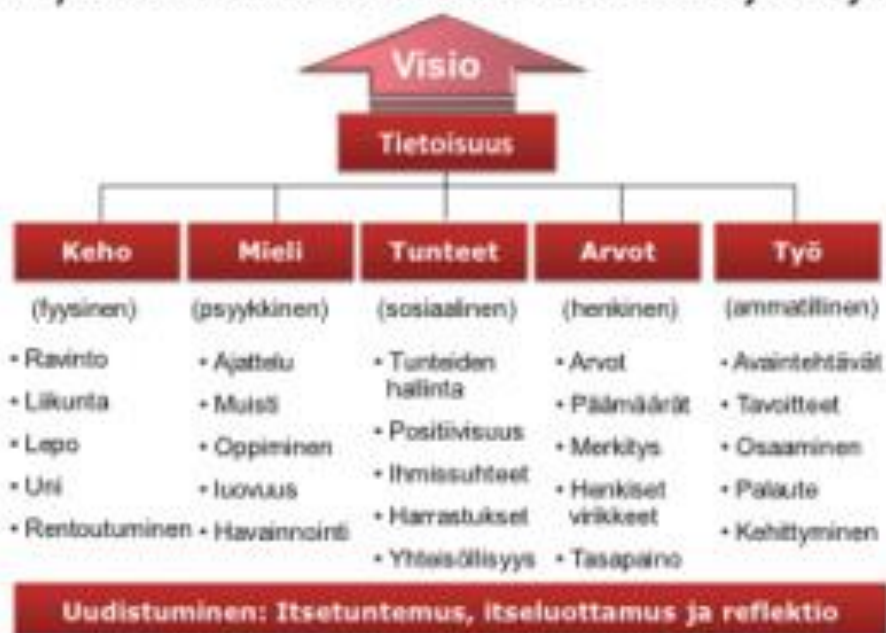 Visio
Tietoisuus
Keho
(fyysinen)
• Ravinto
• Liikunta
• Lepo
• Uni
• Rentoutuminen
Mieli
(psyykkinen)
• Ajattelu
• Muisti
• Oppiminen
• luovuus
• Havainnointi
Tunteet
(sosiaalinen)
• Tunteiden
hallinta
• Positiivisuus
• Ihmissuhteet
• Harrastukset
• Yhteisöllisyys
Arvot
(henkinen)
• Arvot
• Päämäärät
• Merkitys
• Henkiset
virikkeet
• Tasapaino
Työ
(ammatillinen)
• Avaintehtävät
• Tavoitteet
• Osaaminen
• Palaute
• Kehittyminen
Uudistuminen: Itsetuntemus, itseluottamus ja reflektio